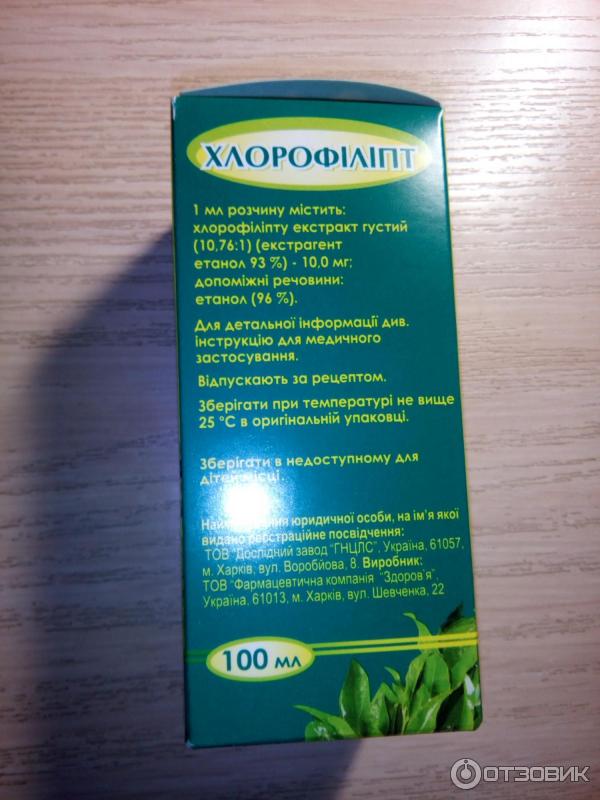 ХЛОРОФІЛІПТ
1 мл розчину містить:
хлорофіліпту екстракт густий
(10,76:1) (екстрагент
етанол 93 %) - 10,0 мг;
допоміжні речовини:
етанол (96 %).
Для детальної інформації див.
інструкцію для медичного
застосування.
Відпускають за рецептом.
Зберігати при температурі не вище
25 °С в оригінальній упаковці.
Зберігати в недоступному для
дітей місці.
Найменування юридичної особи, на ім'я якої
видано реєстраційне посвідчення:
ТОВ "Дослідний завод "ГНЦЛС", Україна, 61057,
м. Харків, вул. Воробйова, 8. Виробник:
ТОВ "Фармацевтична компанія "Здоров'я",
Україна, 61013, м. Харків, вул. Шевченка, 22
100 мл
ОТЗОВИК